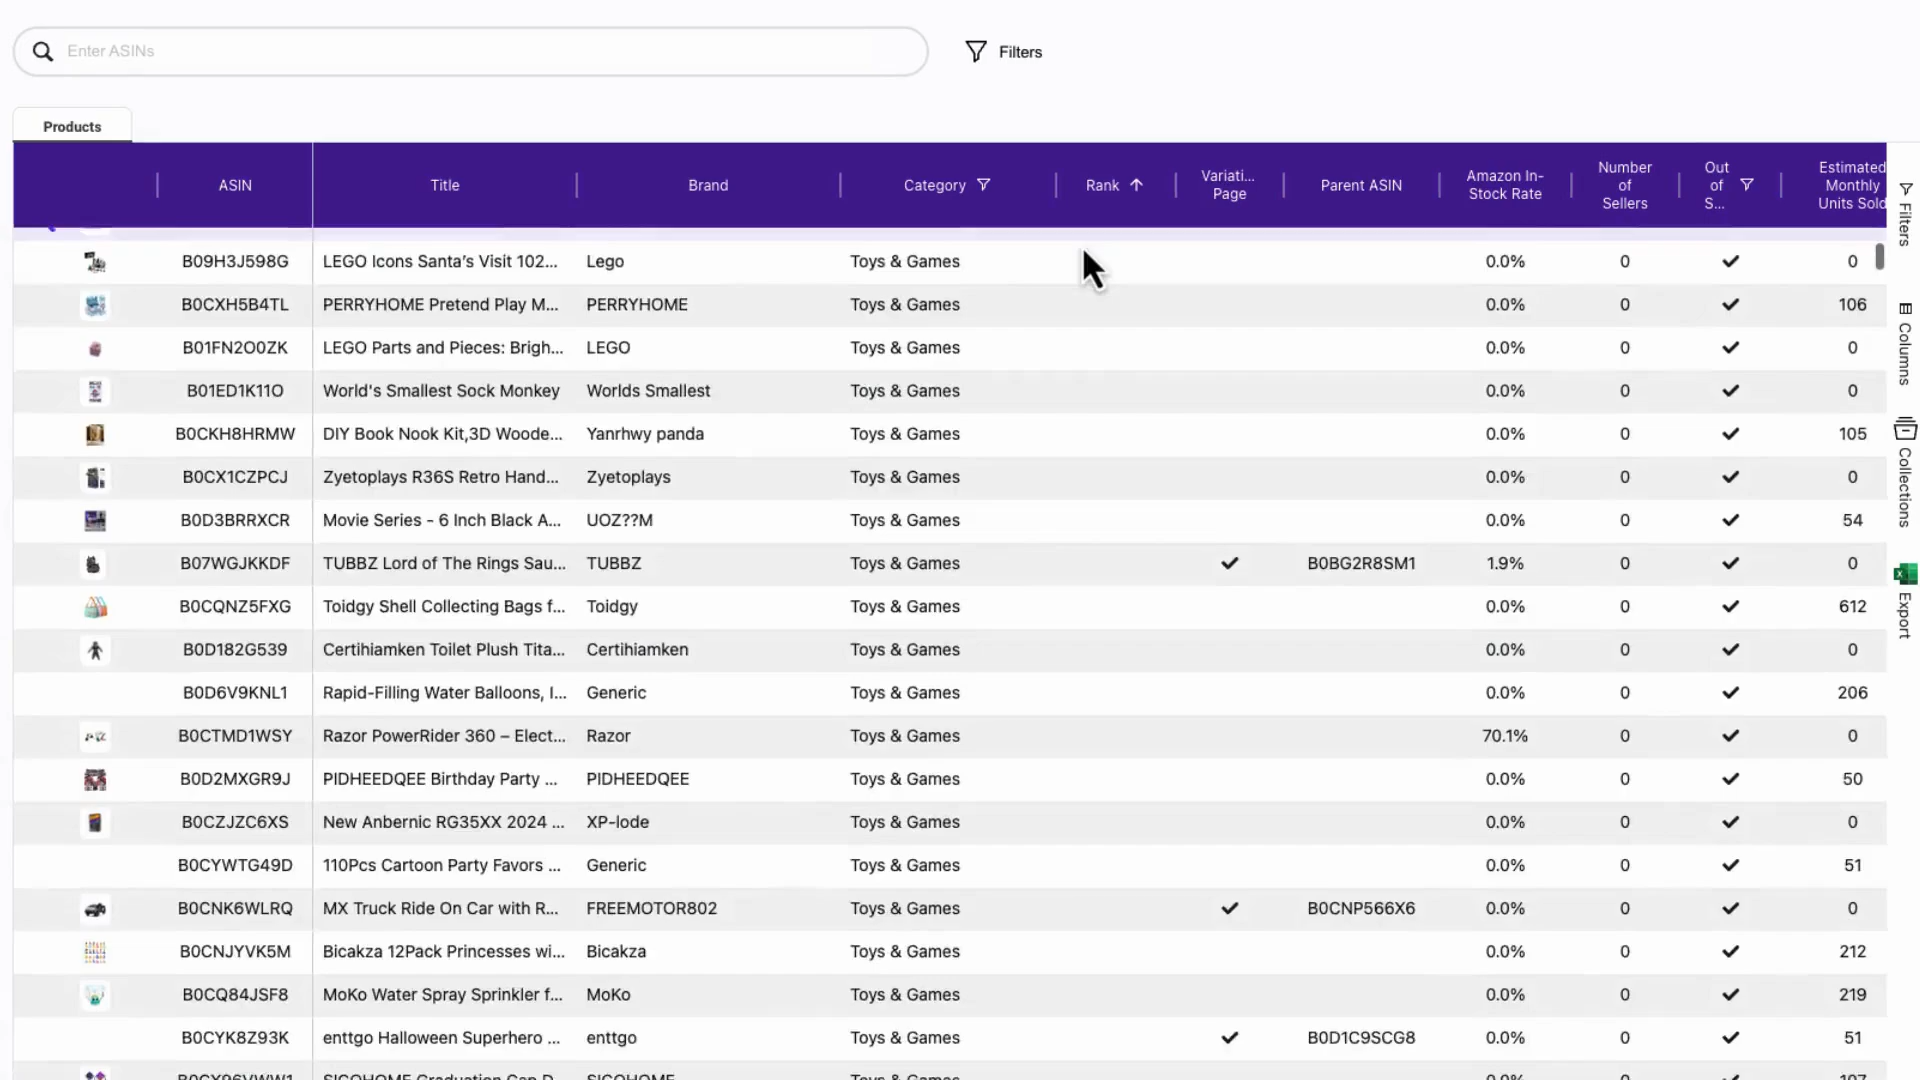 Enter ASINs
Filters
Products
ASIN Title Brand Category Rank Variati... Page Parent ASIN Amazon In-Stock Rate Number of Sellers Out of S... Estimated Monthly Units Sold
B09H3J598G LEGO Icons Santa’s Visit 102... Lego Toys & Games 0.0% 0 0
B0CXH5B4TL PERRYHOME Pretend Play M... PERRYHOME Toys & Games 0.0% 0 106
B01FN2O0ZK LEGO Parts and Pieces: Brigh... LEGO Toys & Games 0.0% 0 0
B01ED1K11O World's Smallest Sock Monkey Worlds Smallest Toys & Games 0.0% 0 0
B0CKH8HRMW DIY Book Nook Kit,3D Woode... Yanrhwy panda Toys & Games 0.0% 0 105
B0CX1CZPCJ Zyetoplays R36S Retro Hand... Zyetoplays Toys & Games 0.0% 0 0
B0D3BRRXCR Movie Series - 6 Inch Black A... UOZ??M Toys & Games 0.0% 0 54
B07WGJKKDF TUBBZ Lord of The Rings Sau... TUBBZ Toys & Games B0BG2R8SM1 1.9% 0 0
B0CQNZ5FXG Toidgy Shell Collecting Bags f... Toidgy Toys & Games 0.0% 0 612
B0D182G539 Certihiamken Toilet Plush Tita... Certihiamken Toys & Games 0.0% 0 0
B0D6V9KNL1 Rapid-Filling Water Balloons, I... Generic Toys & Games 0.0% 0 206
B0CTMD1WSY Razor PowerRider 360 – Elect... Razor Toys & Games 70.1% 0 0
B0D2MXGR9J PIDHEEDQEE Birthday Party ... PIDHEEDQEE Toys & Games 0.0% 0 50
B0CZJZC6XS New Anbernic RG35XX 2024 ... XP-lode Toys & Games 0.0% 0 0
B0CYWTG49D 110Pcs Cartoon Party Favors ... Generic Toys & Games 0.0% 0 51
B0CNK6WLRQ MX Truck Ride On Car with R... FREEMOTOR802 Toys & Games B0CNP566X6 0.0% 0 0
B0CNJYVK5M Bicakza 12Pack Princesses wi... Bicakza Toys & Games 0.0% 0 212
B0CQ84JSF8 MoKo Water Spray Sprinkler f... MoKo Toys & Games 0.0% 0 219
B0CYK8Z93K enttgo Halloween Superhero ... enttgo Toys & Games B0D1C9SCG8 0.0% 0 51
Filters
Columns
Collections
Export